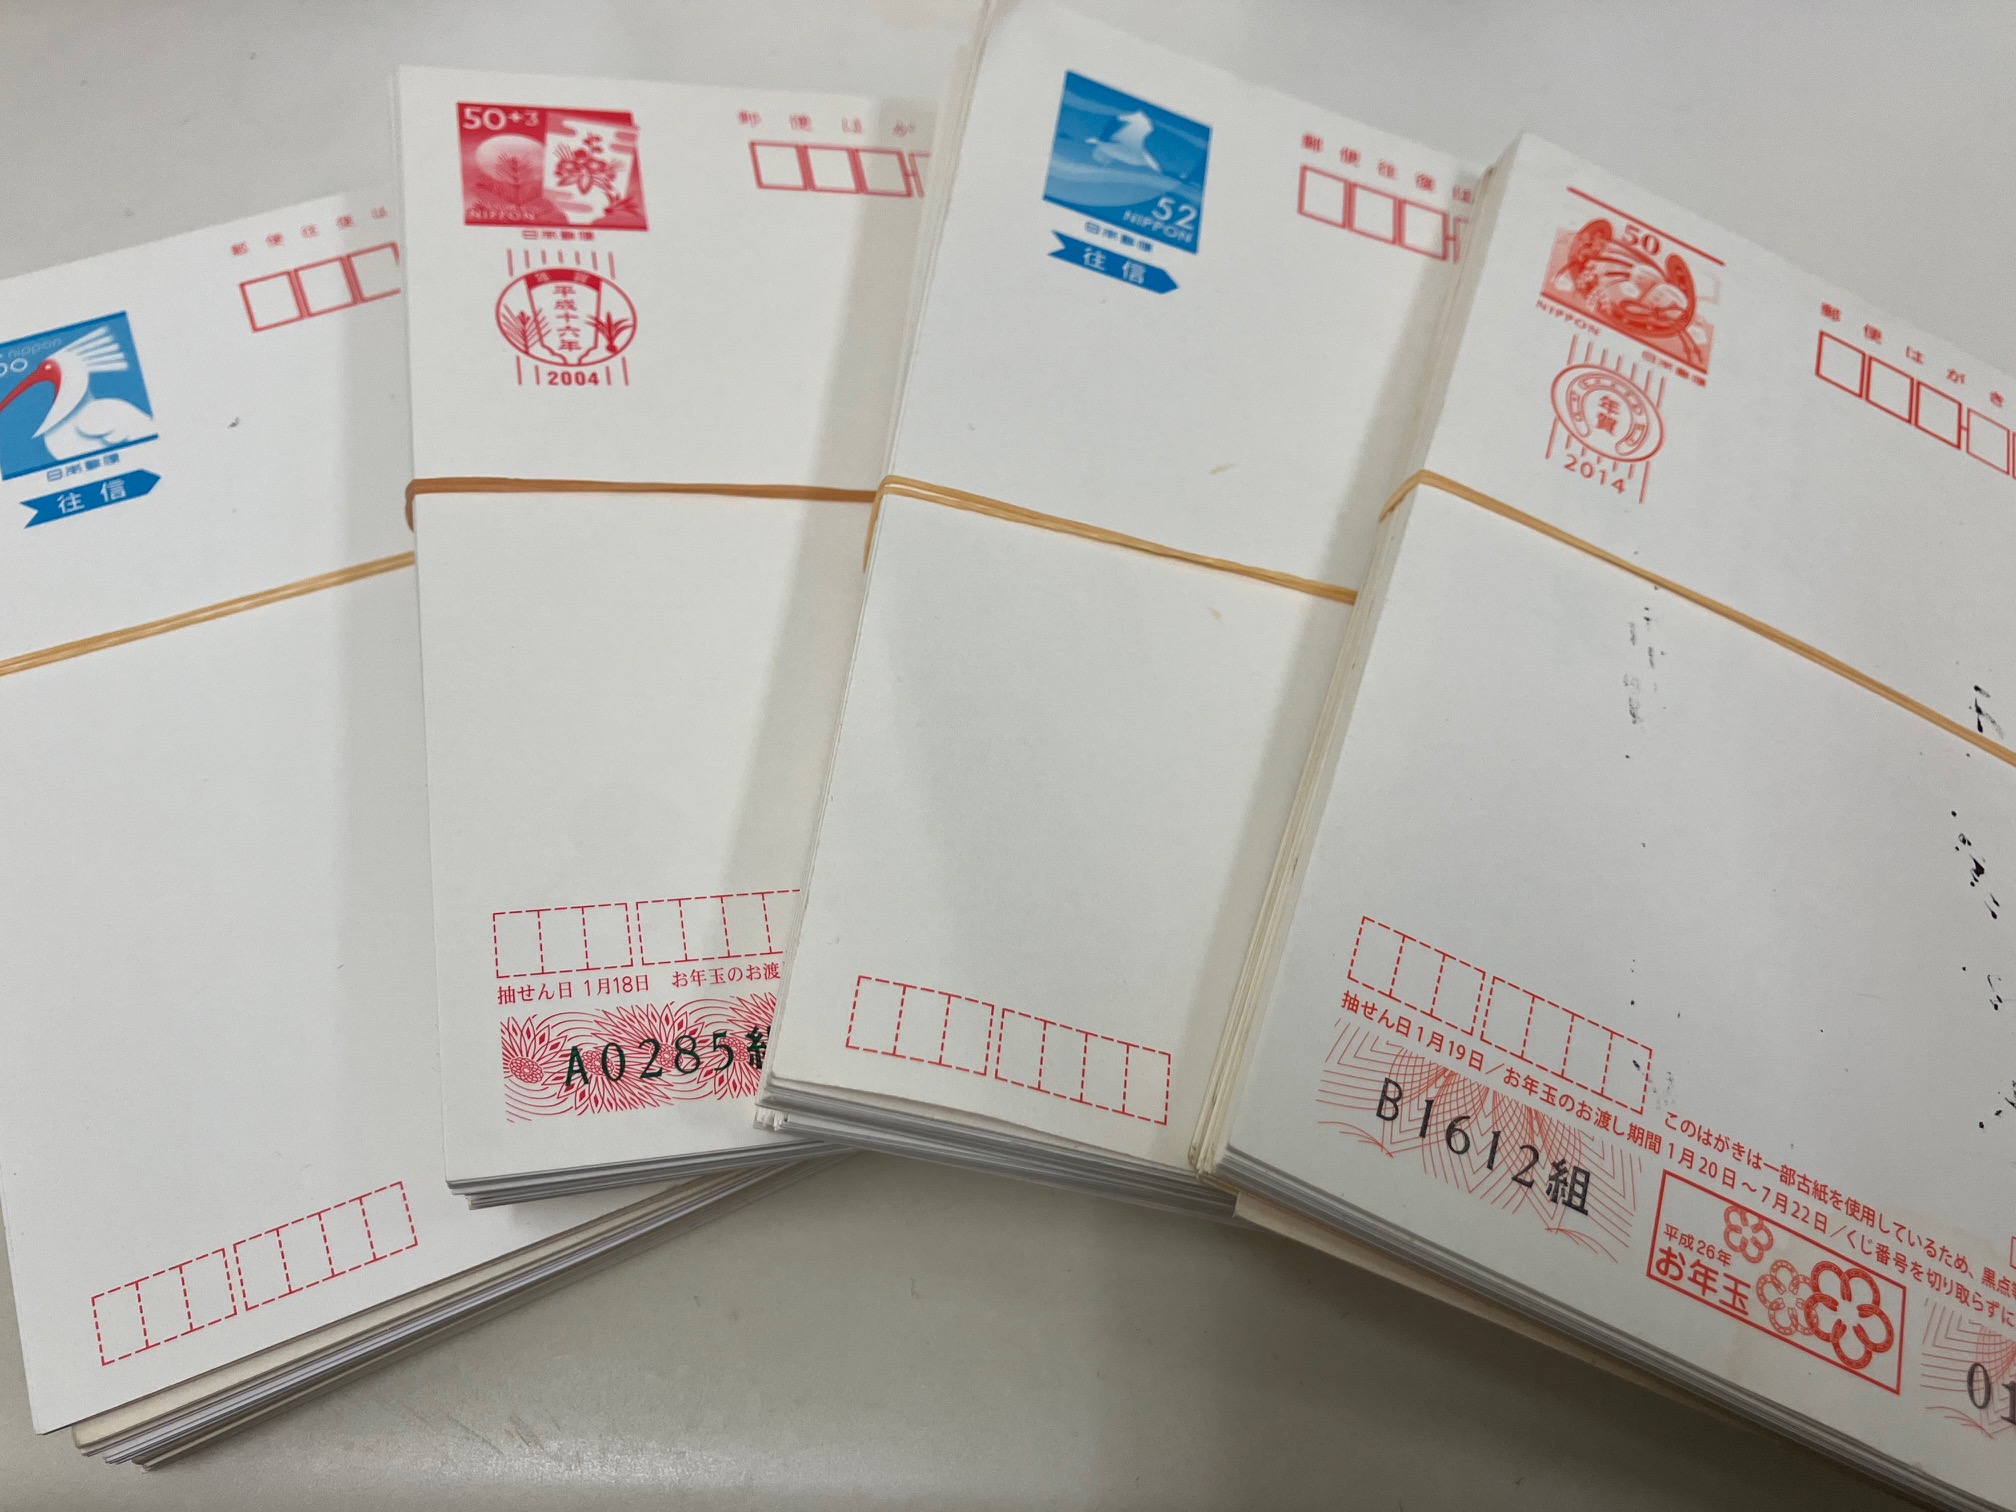 nippon
日本郵便
往信
郵便往復は
50+3
NIPPON
日本郵便
年賀
平成十六年
2004
郵便はが
抽せん日 1月18日 お年玉のお渡し
A0285組
52
NIPPON
日本郵便
往信
郵便往復は
50
NIPPON
日本郵便
年賀
2014
郵便はがき
このはがきは一部古紙を使用しているため、黒点等
抽せん日1月19日/お年玉のお渡し期間1月20日~7月22日/くじ番号を切り取らずに
B1612組
平成26年
お年玉
01